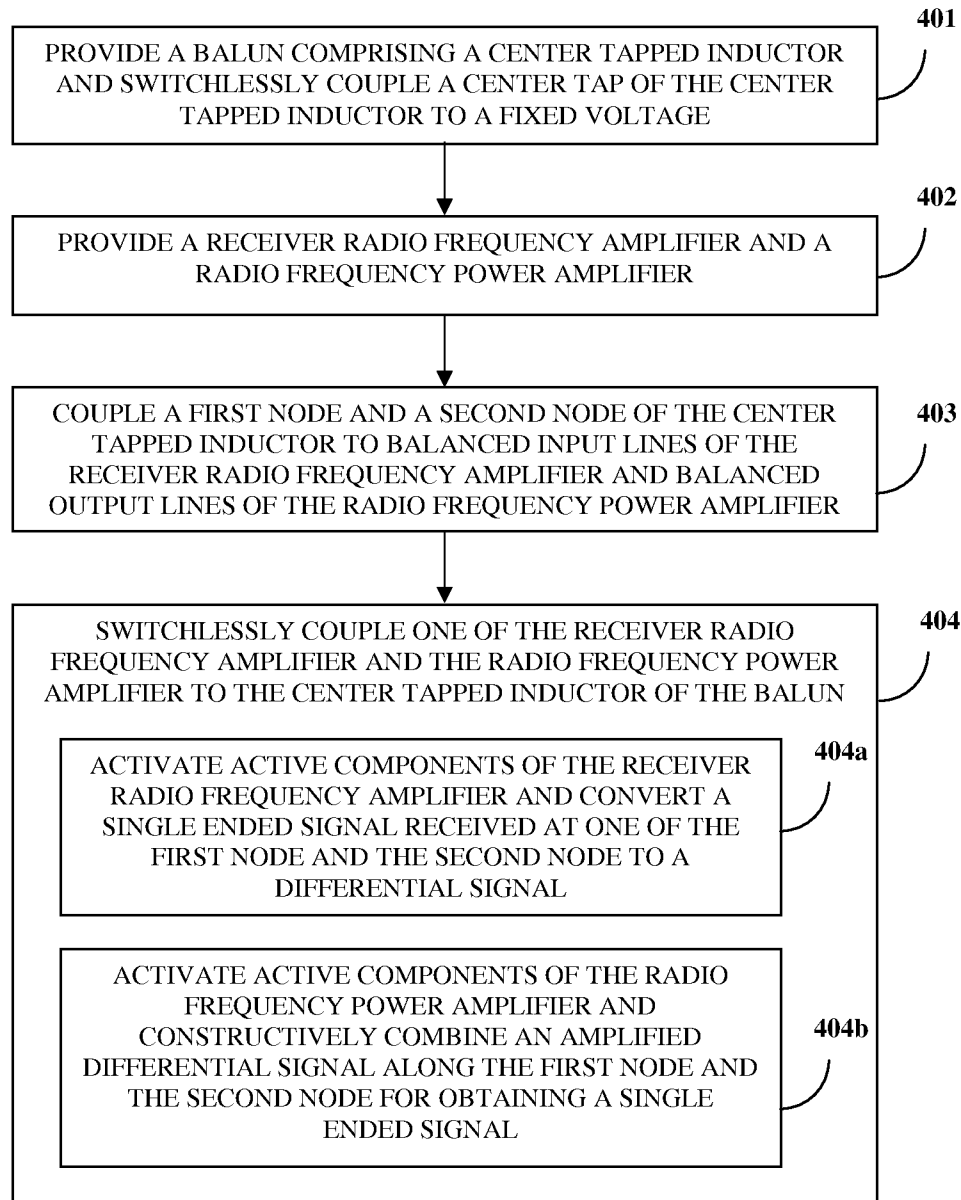 401
PROVIDE A BALUN COMPRISING A CENTER TAPPED INDUCTOR
AND SWITCHLESSLY COUPLE A CENTER TAP OF THE CENTER
TAPPED INDUCTOR TO A FIXED VOLTAGE
402
PROVIDE A RECEIVER RADIO FREQUENCY AMPLIFIER AND A
RADIO FREQUENCY POWER AMPLIFIER
403
COUPLE A FIRST NODE AND A SECOND NODE OF THE CENTER
TAPPED INDUCTOR TO BALANCED INPUT LINES OF THE
RECEIVER RADIO FREQUENCY AMPLIFIER AND BALANCED
OUTPUT LINES OF THE RADIO FREQUENCY POWER AMPLIFIER
404
SWITCHLESSLY COUPLE ONE OF THE RECEIVER RADIO
FREQUENCY AMPLIFIER AND THE RADIO FREQUENCY POWER
AMPLIFIER TO THE CENTER TAPPED INDUCTOR OF THE BALUN
404a
ACTIVATE ACTIVE COMPONENTS OF THE RECEIVER
RADIO FREQUENCY AMPLIFIER AND CONVERT A
SINGLE ENDED SIGNAL RECEIVED AT ONE OF THE
FIRST NODE AND THE SECOND NODE TO A
DIFFERENTIAL SIGNAL
404b
ACTIVATE ACTIVE COMPONENTS OF THE RADIO
FREQUENCY POWER AMPLIFIER AND
CONSTRUCTIVELY COMBINE AN AMPLIFIED
DIFFERENTIAL SIGNAL ALONG THE FIRST NODE AND
THE SECOND NODE FOR OBTAINING A SINGLE
ENDED SIGNAL